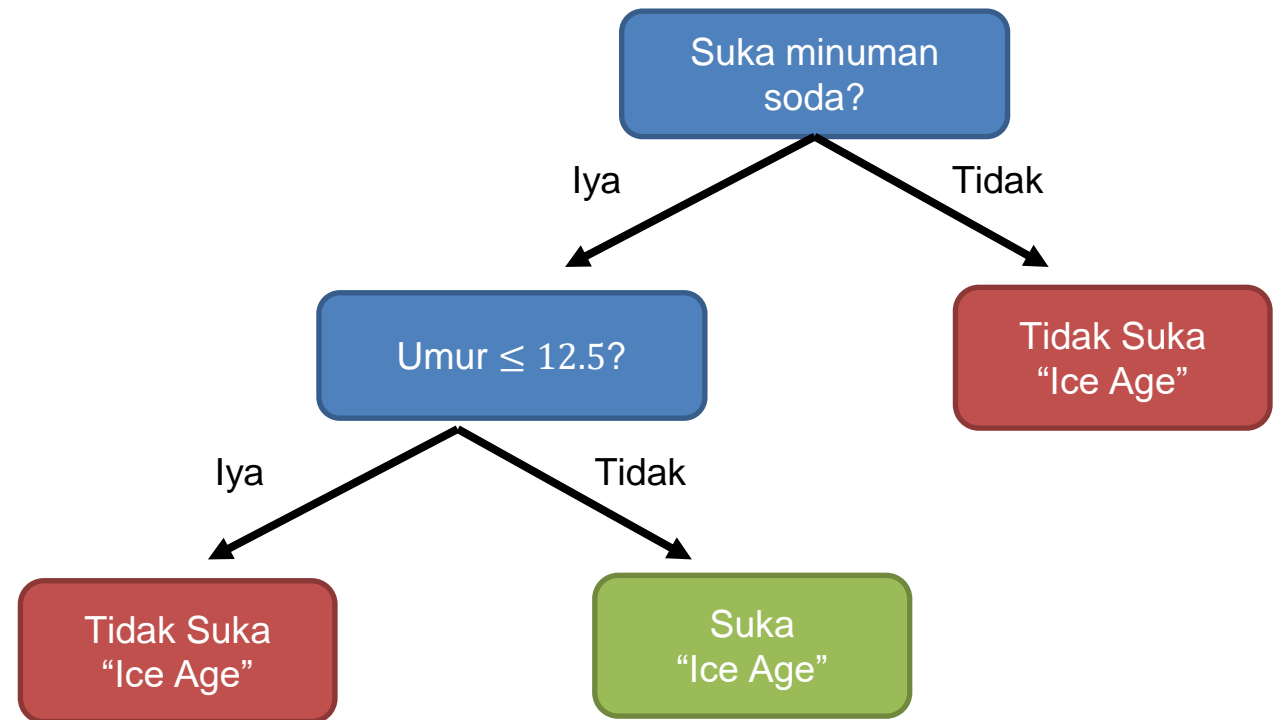 Suka minuman
soda?
Iya
Tidak
Umur ≤ 12.5?
Tidak Suka
“Ice Age”
Iya
Tidak
Tidak Suka
“Ice Age”
Suka
“Ice Age”